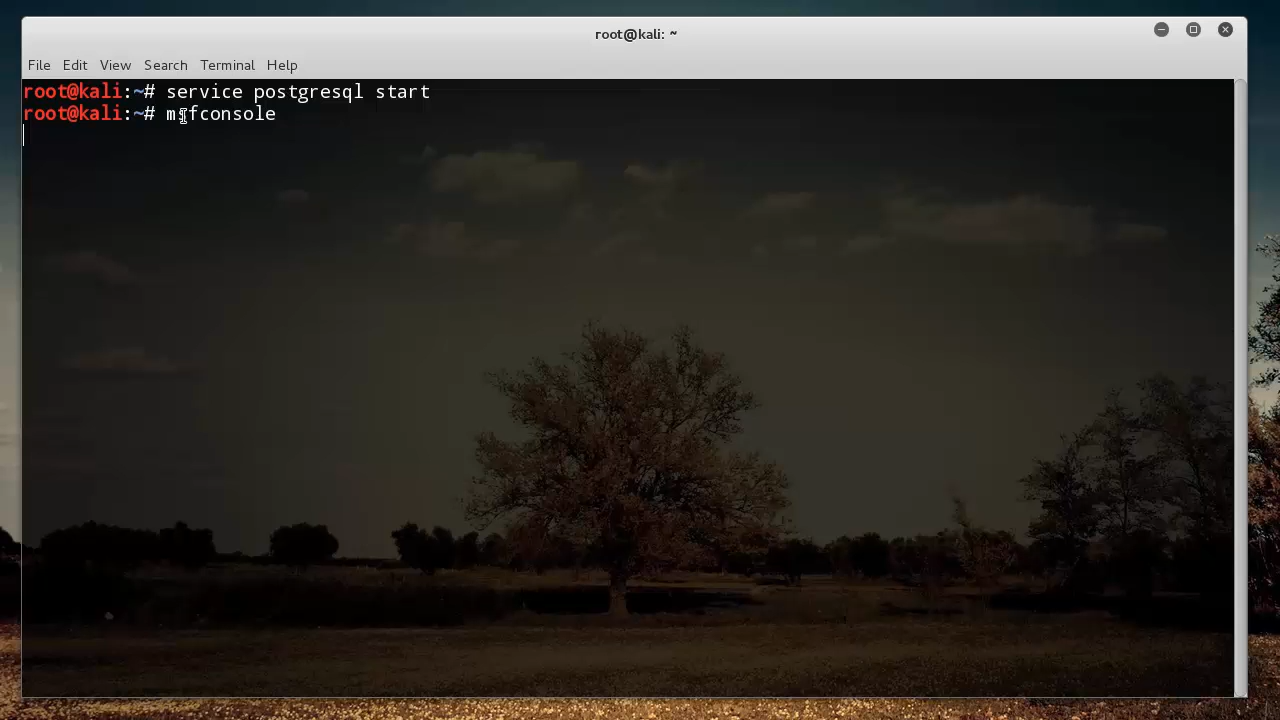 root@kali: ~
File Edit View Search Terminal Help
root@kali:~# service postgresql start
root@kali:~# msfconsole